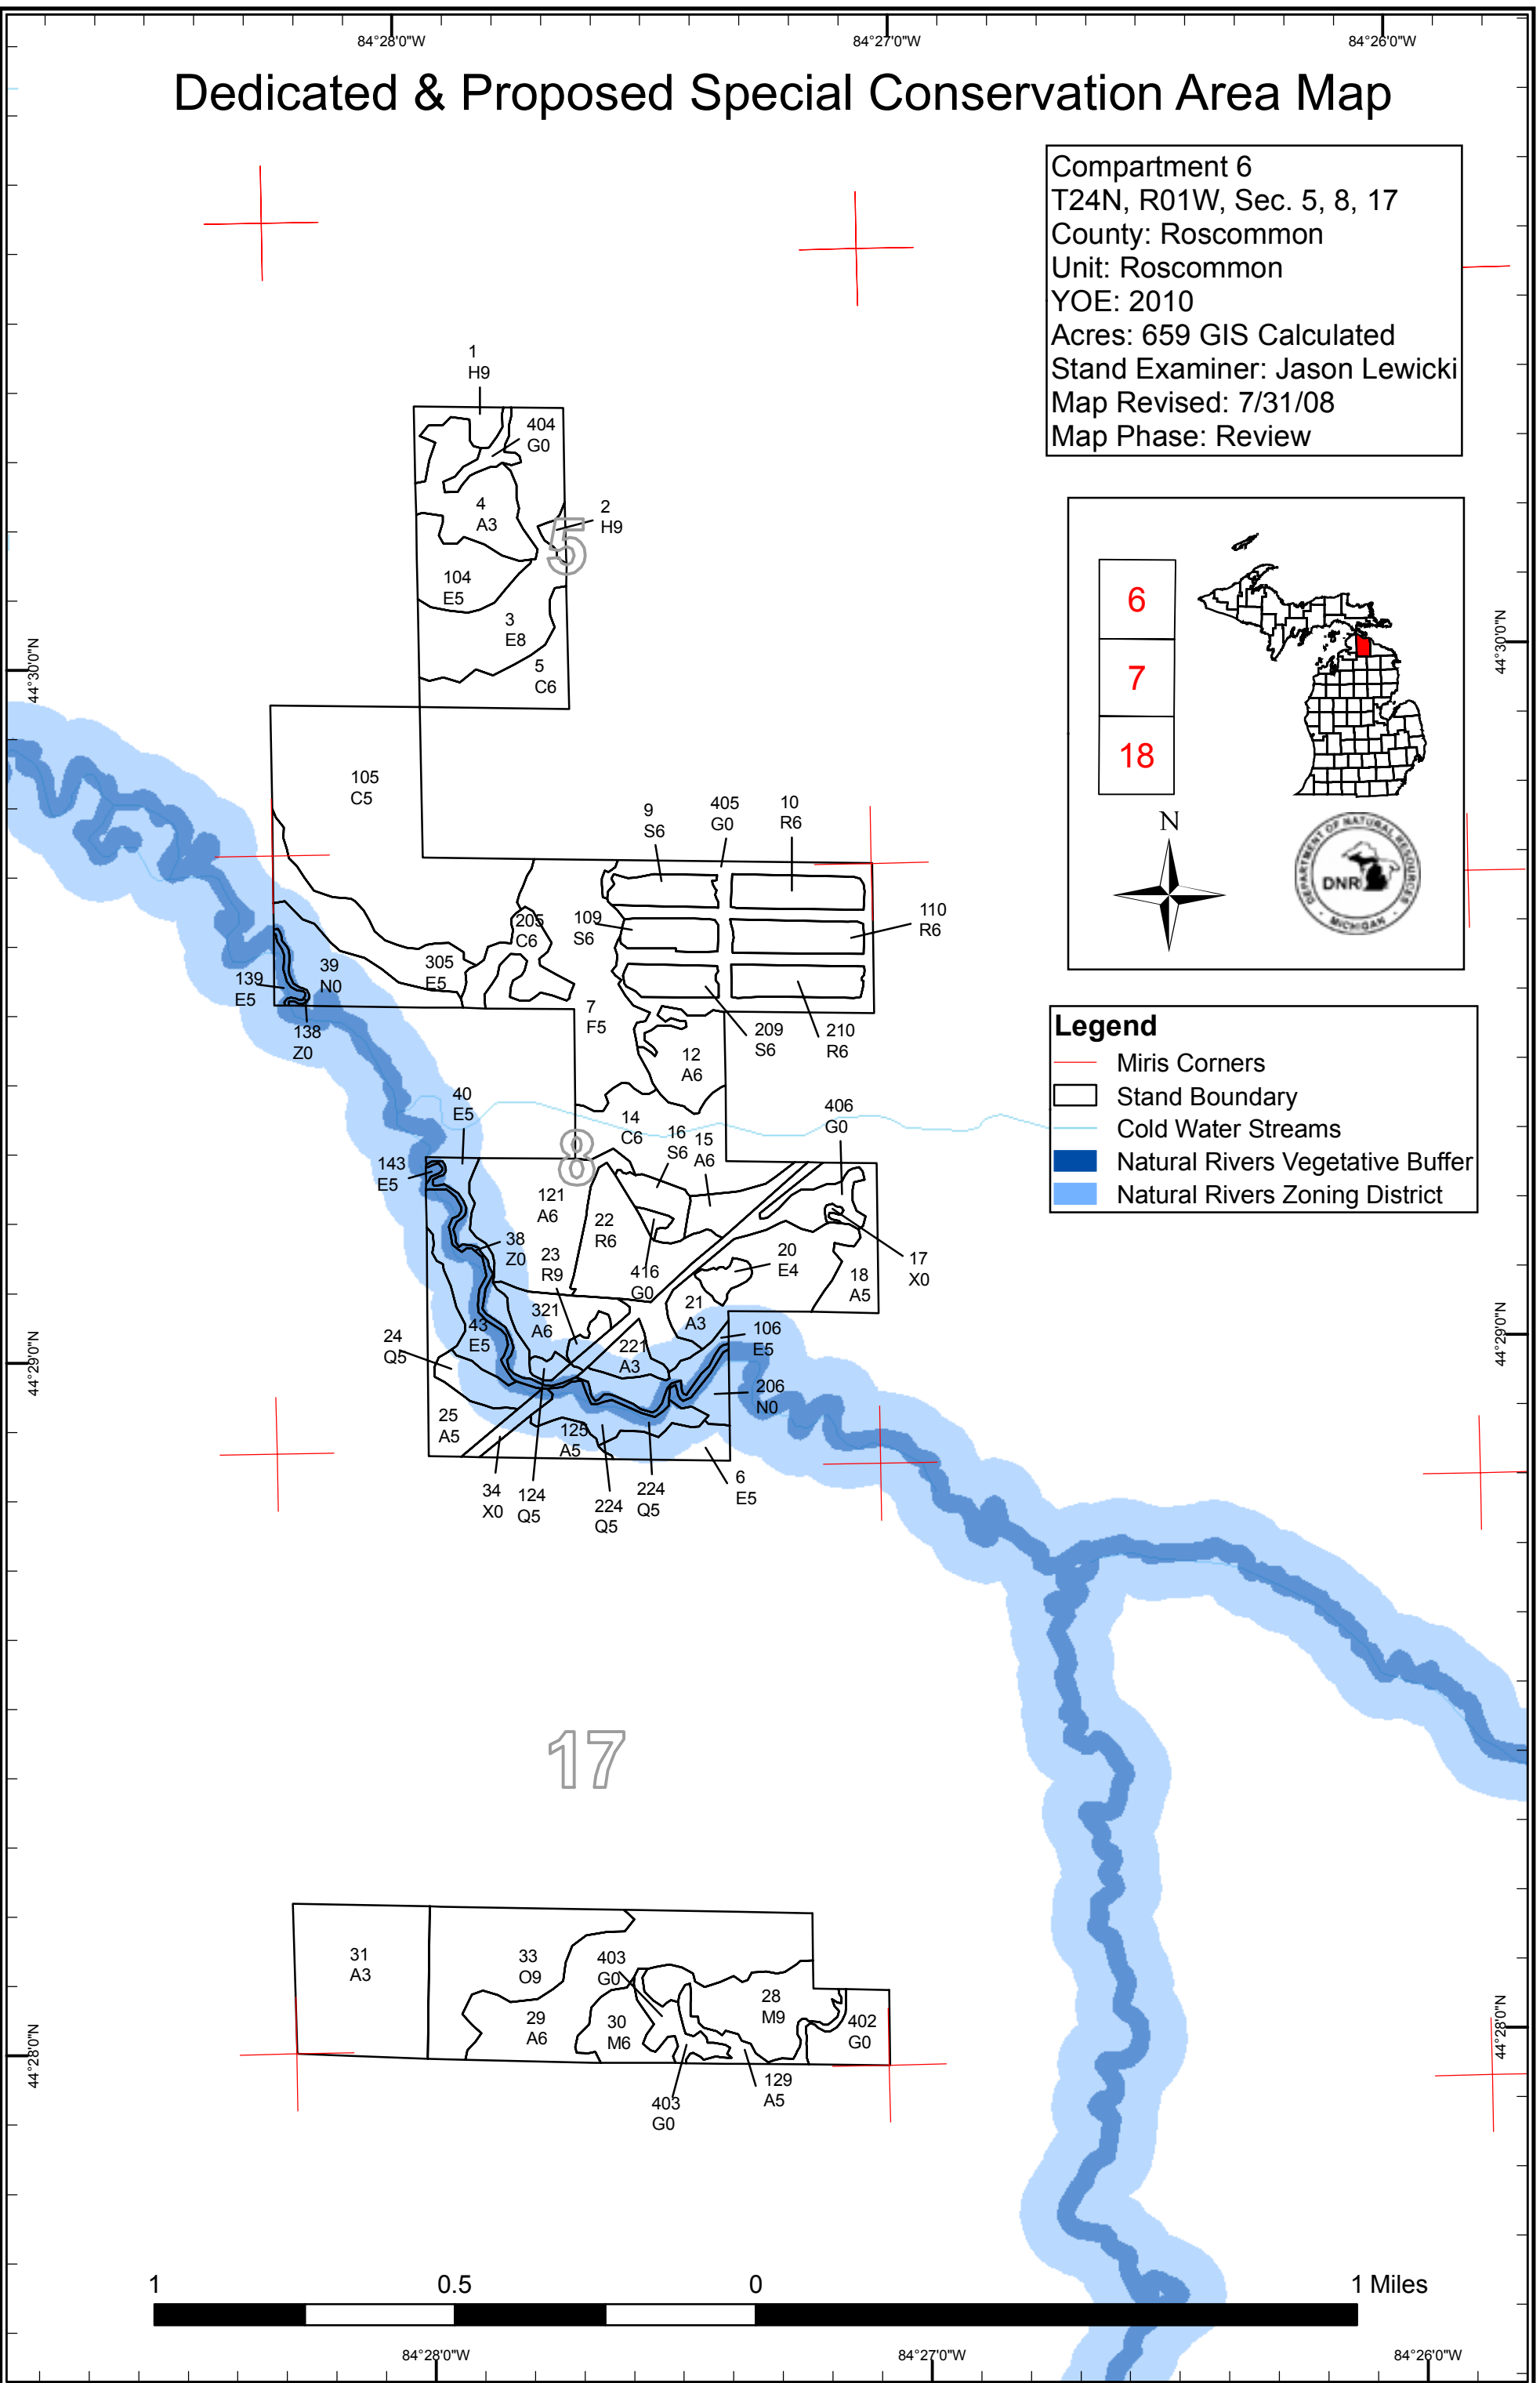 84°28'0"W
84°27'0"W
84°26'0"W
Dedicated & Proposed Special Conservation Area Map
Compartment 6
T24N, R01W, Sec. 5, 8, 17
County: Roscommon
Unit: Roscommon
YOE: 2010
Acres: 659 GIS Calculated
Stand Examiner: Jason Lewicki
Map Revised: 7/31/08
Map Phase: Review
1
H9
404
G0
4
A3
2
H9
5
104
E5
3
E8
5
C6
6
7
18
N
DEPARTMENT OF NATURAL RESOURCES
DNR
MICHIGAN
44°30'0"N
44°30'0"N
105
C5
9
S6
405
G0
10
R6
205
C6
109
S6
110
R6
139
E5
39
N0
305
E5
138
Z0
7
F5
209
S6
210
R6
12
A6
Legend
Miris Corners
Stand Boundary
Cold Water Streams
Natural Rivers Vegetative Buffer
Natural Rivers Zoning District
40
E5
14
C6
16
S6
15
A6
406
G0
8
143
E5
121
A6
22
R6
38
Z0
23
R9
416
G0
20
E4
17
X0
18
A5
21
A3
321
A6
43
E5
24
Q5
221
A3
106
E5
206
N0
25
A5
125
A5
34
X0
124
Q5
224
Q5
224
Q5
6
E5
44°29'0"N
44°29'0"N
17
31
A3
33
O9
403
G0
29
A6
30
M6
28
M9
402
G0
129
A5
403
G0
44°28'0"N
44°28'0"N
1
0.5
0
1 Miles
84°28'0"W
84°27'0"W
84°26'0"W